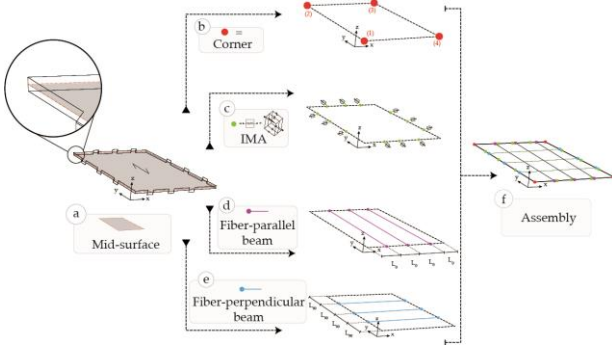 b
=
Corner
(2)
(3)
(1)
(4)
z
y
x
c
IMA
z
y
x
z
y
x
a
Mid-surface
d
Fiber-parallel
beam
z
y
x
e
Fiber-perpendicular
beam
z
y
x
z
y
x
f
Assembly